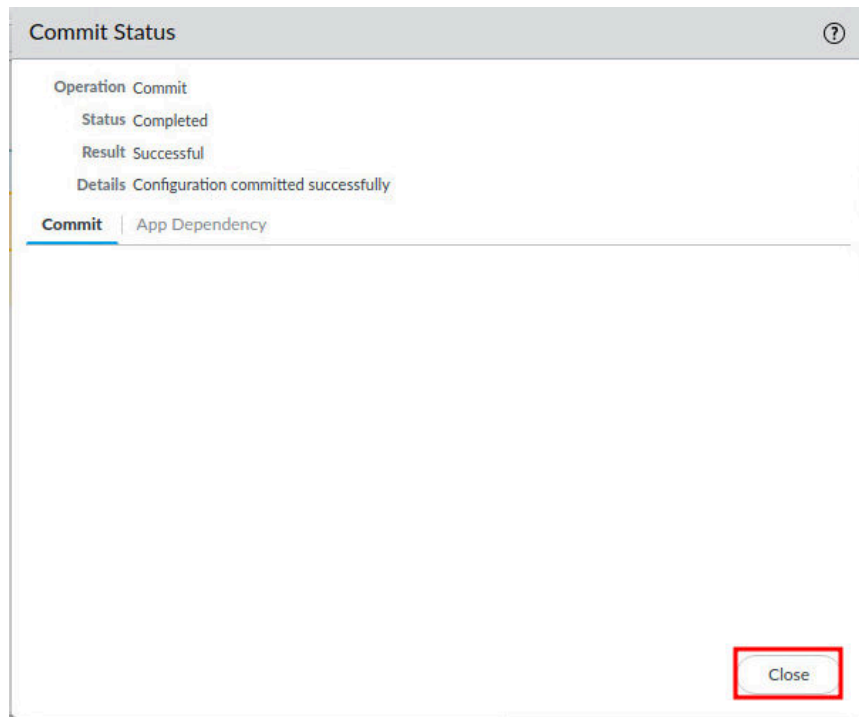 Commit Status
Operation Commit
Status Completed
Result Successful
Details Configuration committed successfully
Commit | App Dependency
Close